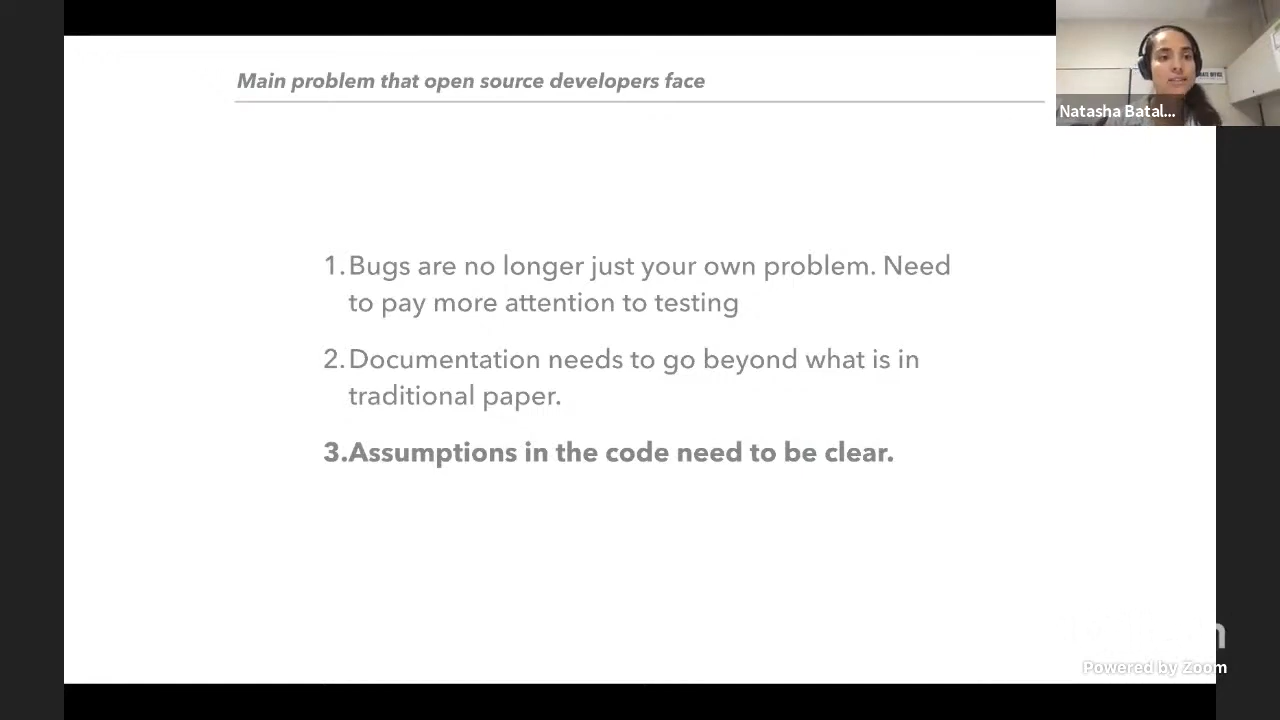 Main problem that open source developers face
Natasha Batal...
1. Bugs are no longer just your own problem. Need
to pay more attention to testing
2. Documentation needs to go beyond what is in
traditional paper.
3. Assumptions in the code need to be clear.
Powered by Zoom